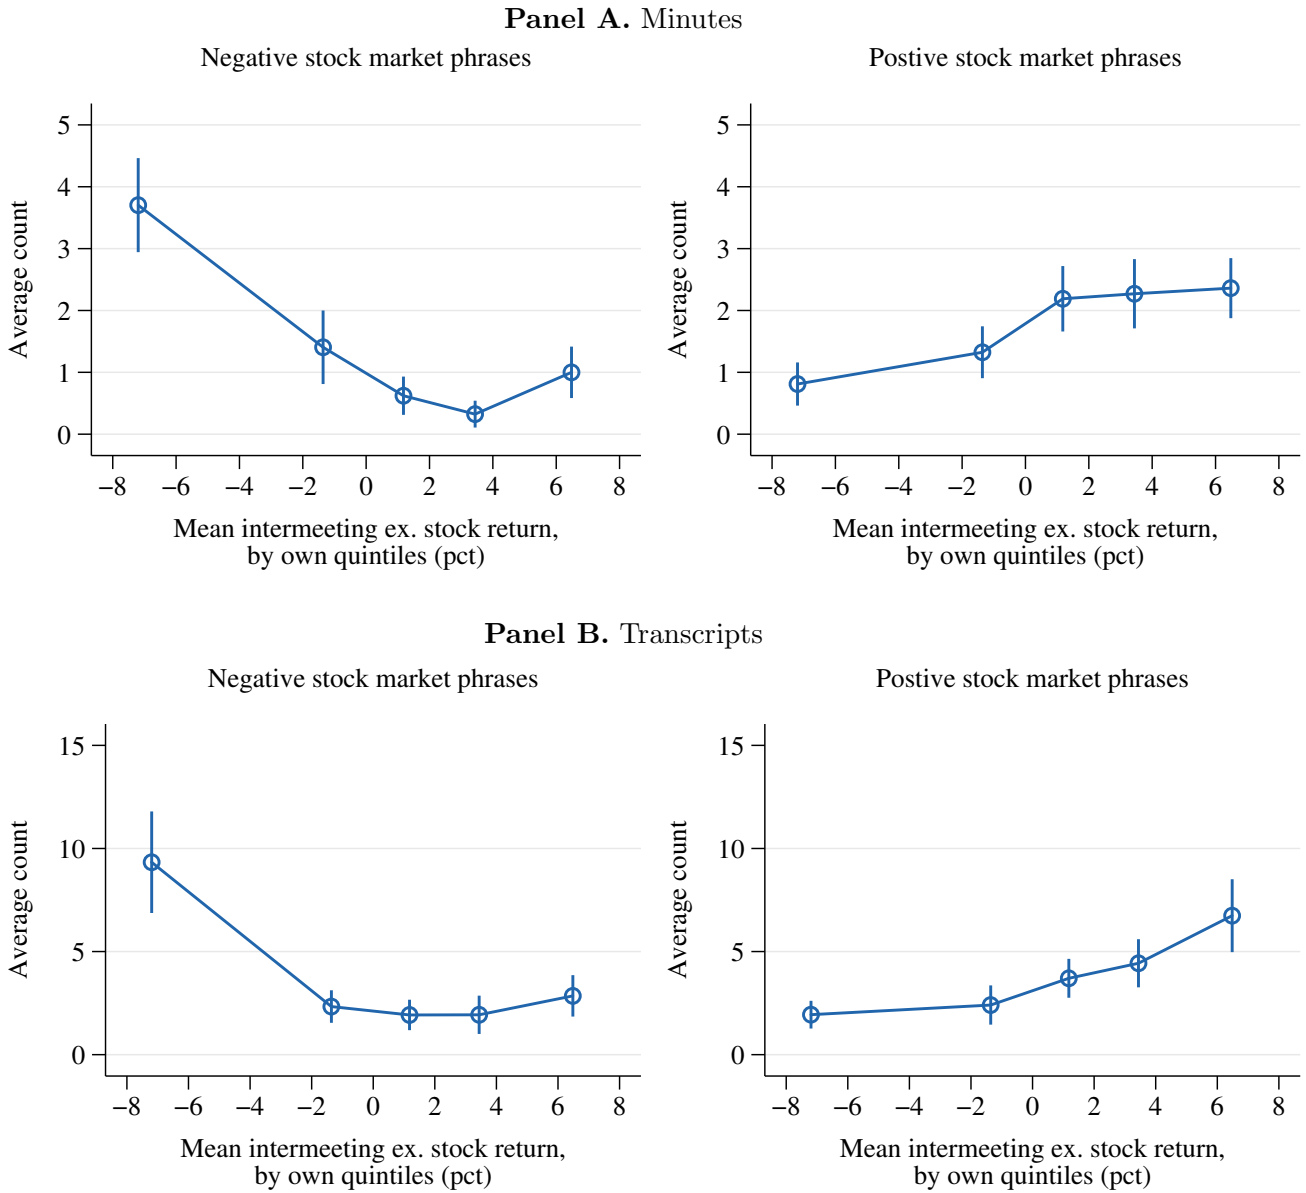 Panel A. Minutes
Negative stock market phrases
Average count
5
4
3
2
1
0
−8 −6 −4 −2 0 2 4 6 8
Mean intermeeting ex. stock return,
by own quintiles (pct)
Postive stock market phrases
Average count
5
4
3
2
1
0
−8 −6 −4 −2 0 2 4 6 8
Mean intermeeting ex. stock return,
by own quintiles (pct)
Panel B. Transcripts
Negative stock market phrases
Average count
15
10
5
0
−8 −6 −4 −2 0 2 4 6 8
Mean intermeeting ex. stock return,
by own quintiles (pct)
Postive stock market phrases
Average count
15
10
5
0
−8 −6 −4 −2 0 2 4 6 8
Mean intermeeting ex. stock return,
by own quintiles (pct)